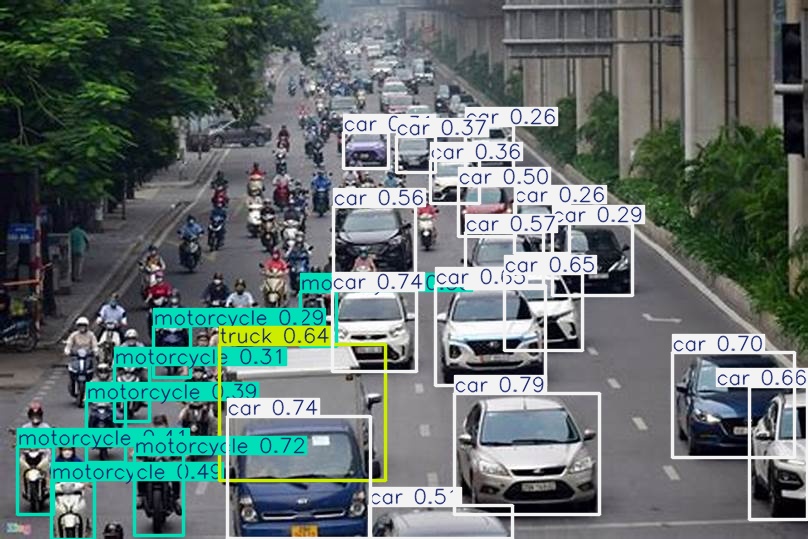 car 0.26
car 0.37
car 0.36
car 0.50
car 0.56
car 0.26
car 0.29
car 0.57
car 0.65
car 0.74
motorcycle 0.29
truck 0.64
motorcycle 0.31
car 0.70
car 0.66
motorcycle 0.39
car 0.79
car 0.74
motorcycle
motorcycle 0.72
motorcycle 0.49
car 0.51